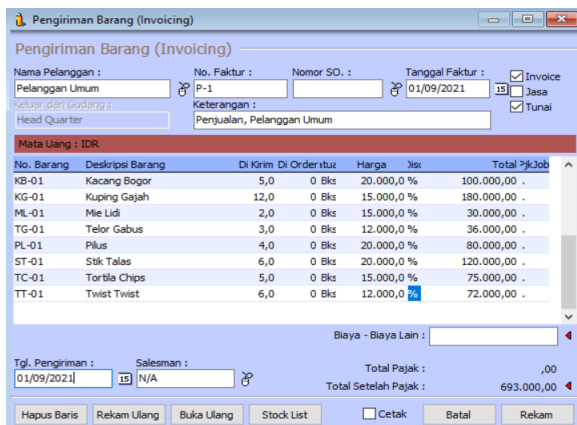 Pengiriman Barang (Invoicing)
Pengiriman Barang (Invoicing)
Nama Pelanggan : No. Faktur : Nomor SO. : Tanggal Faktur : Invoice
Pelanggan Umum P-1 01/09/2021 15 Jasa
Keluar dari Gudang : Keterangan : Tunai
Head Quarter Penjualan, Pelanggan Umum
Mata Uang : IDR
No. Barang Deskripsi Barang Di Kirim Di Order Harga Total Job
KB-01 Kacang Bogor 5,0 0 Bks 20.000,0 % 100.000,00 .
KG-01 Kuping Gajah 12,0 0 Bks 15.000,0 % 180.000,00 .
ML-01 Mie Lidi 2,0 0 Bks 15.000,0 % 30.000,00 .
TG-01 Telor Gabus 3,0 0 Bks 12.000,0 % 36.000,00 .
PL-01 Pilus 4,0 0 Bks 20.000,0 % 80.000,00 .
ST-01 Stik Talas 6,0 0 Bks 20.000,0 % 120.000,00 .
TC-01 Tortila Chips 5,0 0 Bks 15.000,0 % 75.000,00 .
TT-01 Twist Twist 6,0 0 Bks 12.000,0 % 72.000,00 .
Biaya - Biaya Lain :
Tgl. Pengiriman : Salesman : Total Pajak : ,00
01/09/2021 15 N/A Total Setelah Pajak : 693.000,00
Hapus Baris Rekam Ulang Buka Ulang Stock List Cetak Batal Rekam